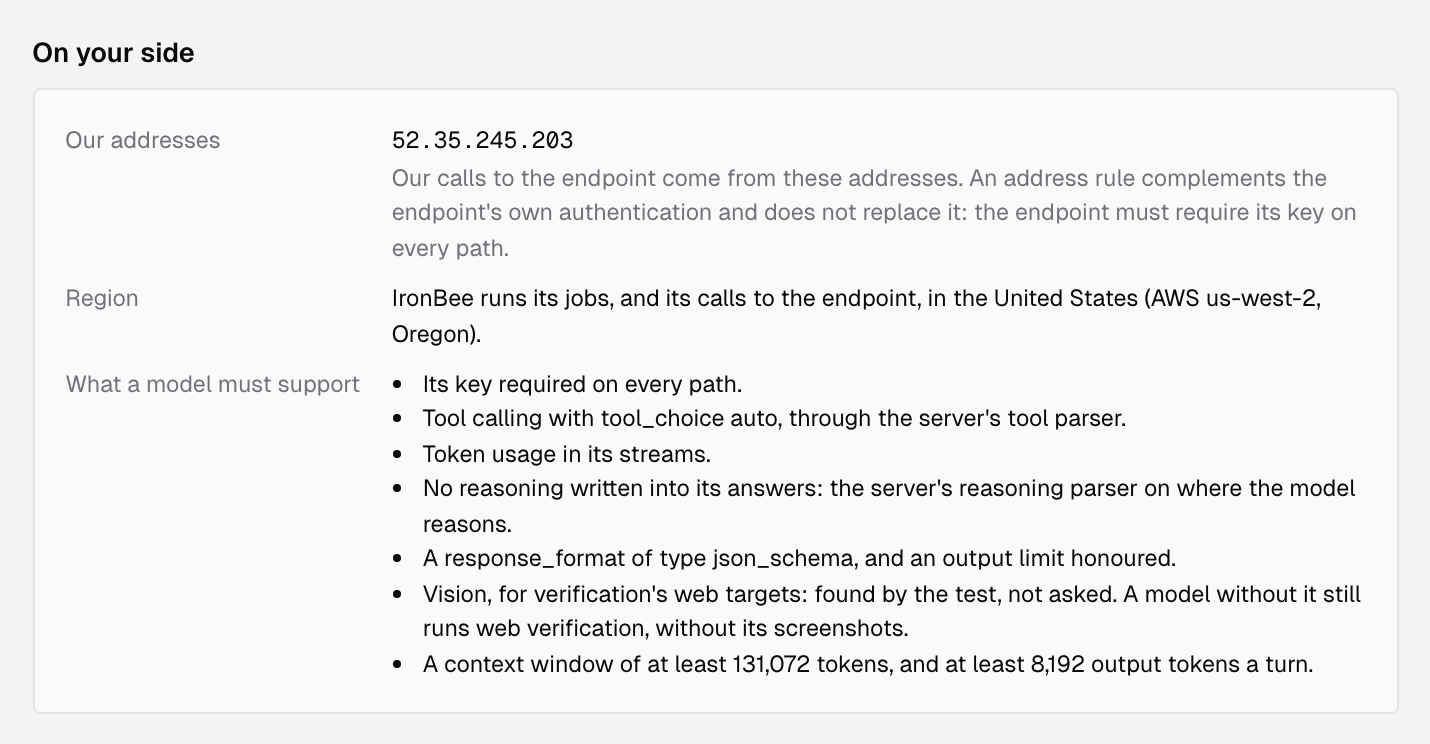 On your side
Our addresses
52.35.245.203
Our calls to the endpoint come from these addresses. An address rule complements the
endpoint's own authentication and does not replace it: the endpoint must require its key on
every path.
Region
IronBee runs its jobs, and its calls to the endpoint, in the United States (AWS us-west-2,
Oregon).
What a model must support
• Its key required on every path.
• Tool calling with tool_choice auto, through the server's tool parser.
• Token usage in its streams.
• No reasoning written into its answers: the server's reasoning parser on where the model
reasons.
• A response_format of type json_schema, and an output limit honoured.
• Vision, for verification's web targets: found by the test, not asked. A model without it still
runs web verification, without its screenshots.
• A context window of at least 131,072 tokens, and at least 8,192 output tokens a turn.